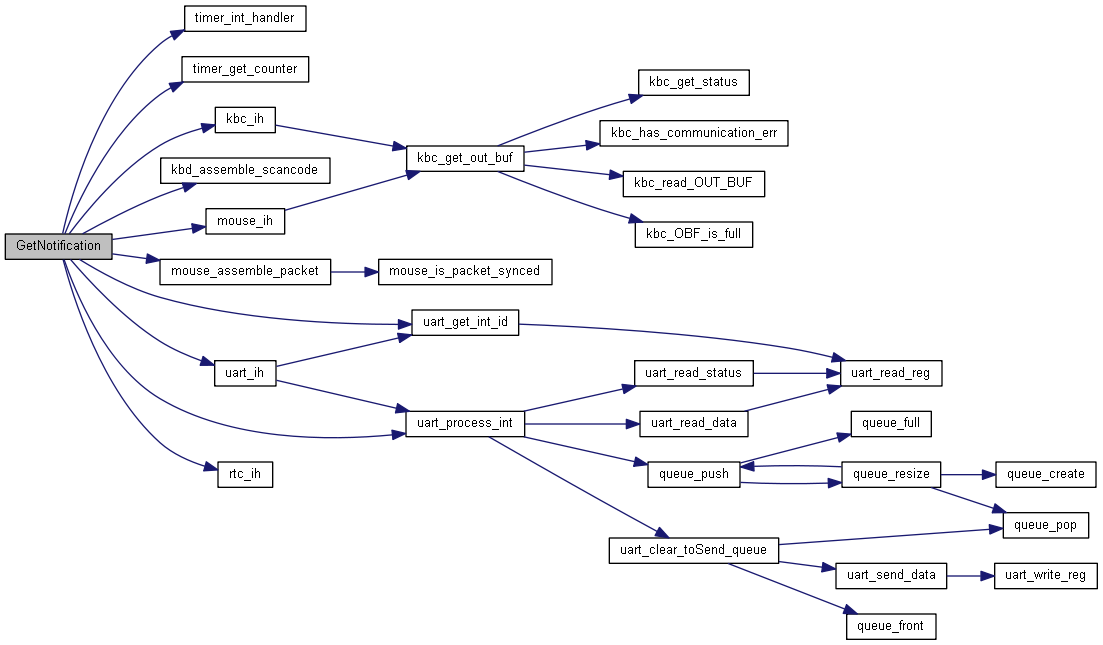 timer_int_handler
timer_get_counter
kbc_get_status
kbc_ih
kbc_has_communication_err
kbc_get_out_buf
kbd_assemble_scancode
kbc_read_OUT_BUF
mouse_ih
kbc_OBF_is_full
GetNotification
mouse_assemble_packet
mouse_is_packet_synced
uart_get_int_id
uart_ih
uart_read_status
uart_read_reg
uart_process_int
uart_read_data
queue_full
rtc_ih
queue_push
queue_resize
queue_create
queue_pop
uart_clear_toSend_queue
uart_send_data
uart_write_reg
queue_front